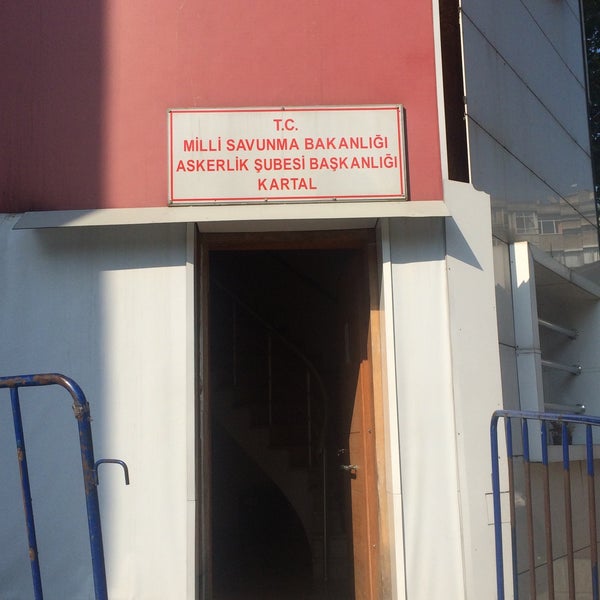 T.C.
MİLLİ SAVUNMA BAKANLIĞI
ASKERLİK ŞUBESİ BAŞKANLIĞI
KARTAL